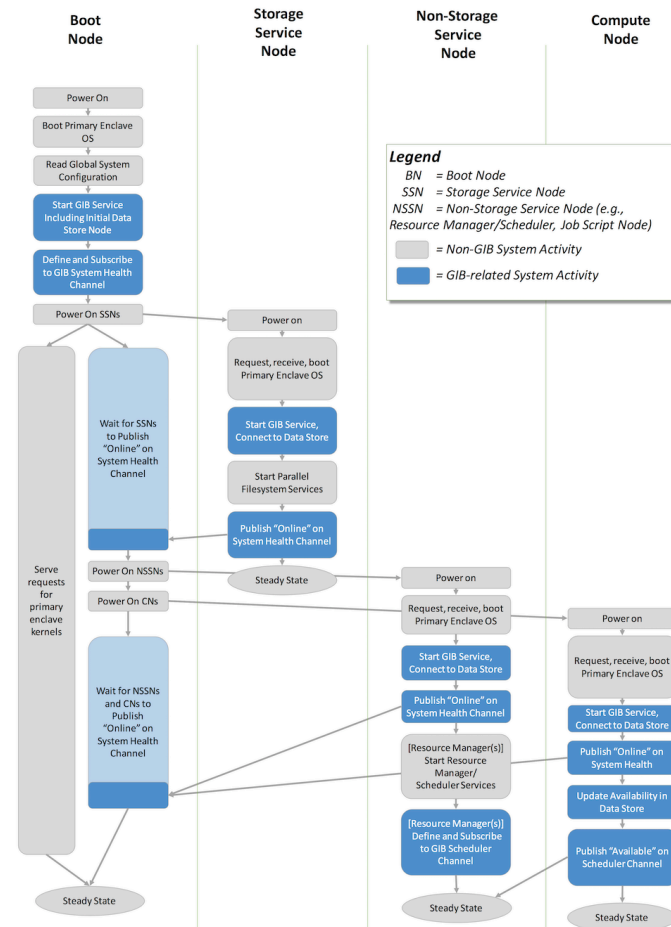 Boot
Node
Storage
Service
Node
Non-Storage
Service
Node
Compute
Node
Power On
Boot Primary Enclave
OS
Read Global System
Configuration
Start GIB Service
Including Initial Data
Store Node
Define and Subscribe
to GIB System Health
Channel
Power On SSNs
Serve
requests
for
primary
enclave
kernels
Wait for SSNs
to Publish
“Online” on
System Health
Channel
Power On NSSNs
Power On CNs
Wait for NSSNs
and CNs to
Publish
“Online” on
System Health
Channel
Steady State
Power on
Request, receive, boot
Primary Enclave OS
Start GIB Service,
Connect to Data Store
Start Parallel
Filesystem Services
Publish “Online” on
System Health Channel
Steady State
Legend
BN = Boot Node
SSN = Storage Service Node
NSSN = Non-Storage Service Node (e.g.,
Resource Manager/Scheduler, Job Script Node)
= Non-GIB System Activity
= GIB-related System Activity
Power on
Request, receive, boot
Primary Enclave OS
Start GIB Service,
Connect to Data Store
Publish “Online” on
System Health Channel
[Resource Manager(s)]
Start Resource
Manager/
Scheduler Services
[Resource Manager(s)]
Define and Subscribe
to GIB Scheduler
Channel
Steady State
Power on
Request, receive, boot
Primary Enclave OS
Start GIB Service,
Connect to Data Store
Publish “Online” on
System Health
Update Availability in
Data Store
Publish “Available” on
Scheduler Channel
Steady State